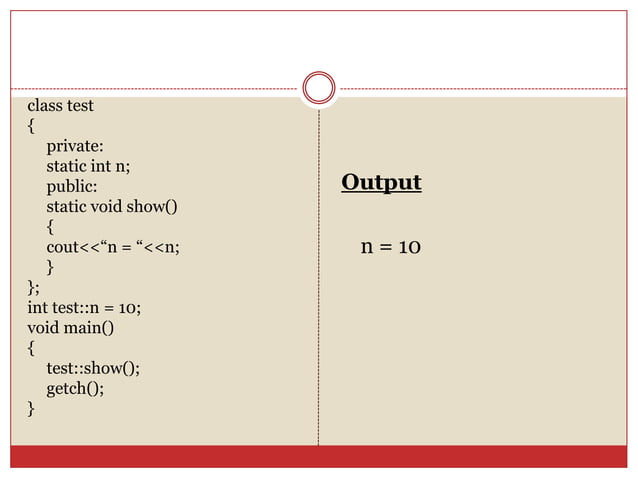 class test
{
private:
static int n;
public:
static void show()
{
cout<<“n = “<<n;
}
};
int test::n = 10;
void main()
{
test::show();
getch();
}
Output
n = 10